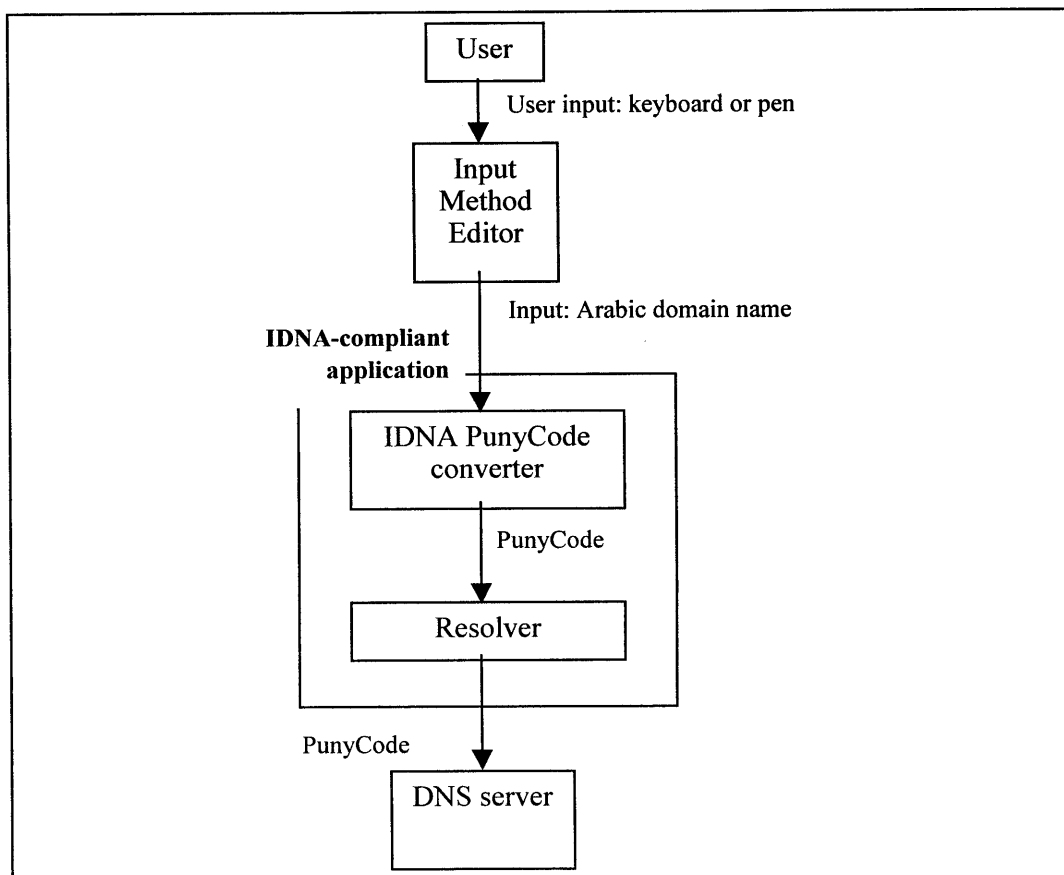 User
User input: keyboard or pen
Input
Method
Editor
Input: Arabic domain name
IDNA-compliant
application
IDNA PunyCode
converter
PunyCode
Resolver
PunyCode
DNS server